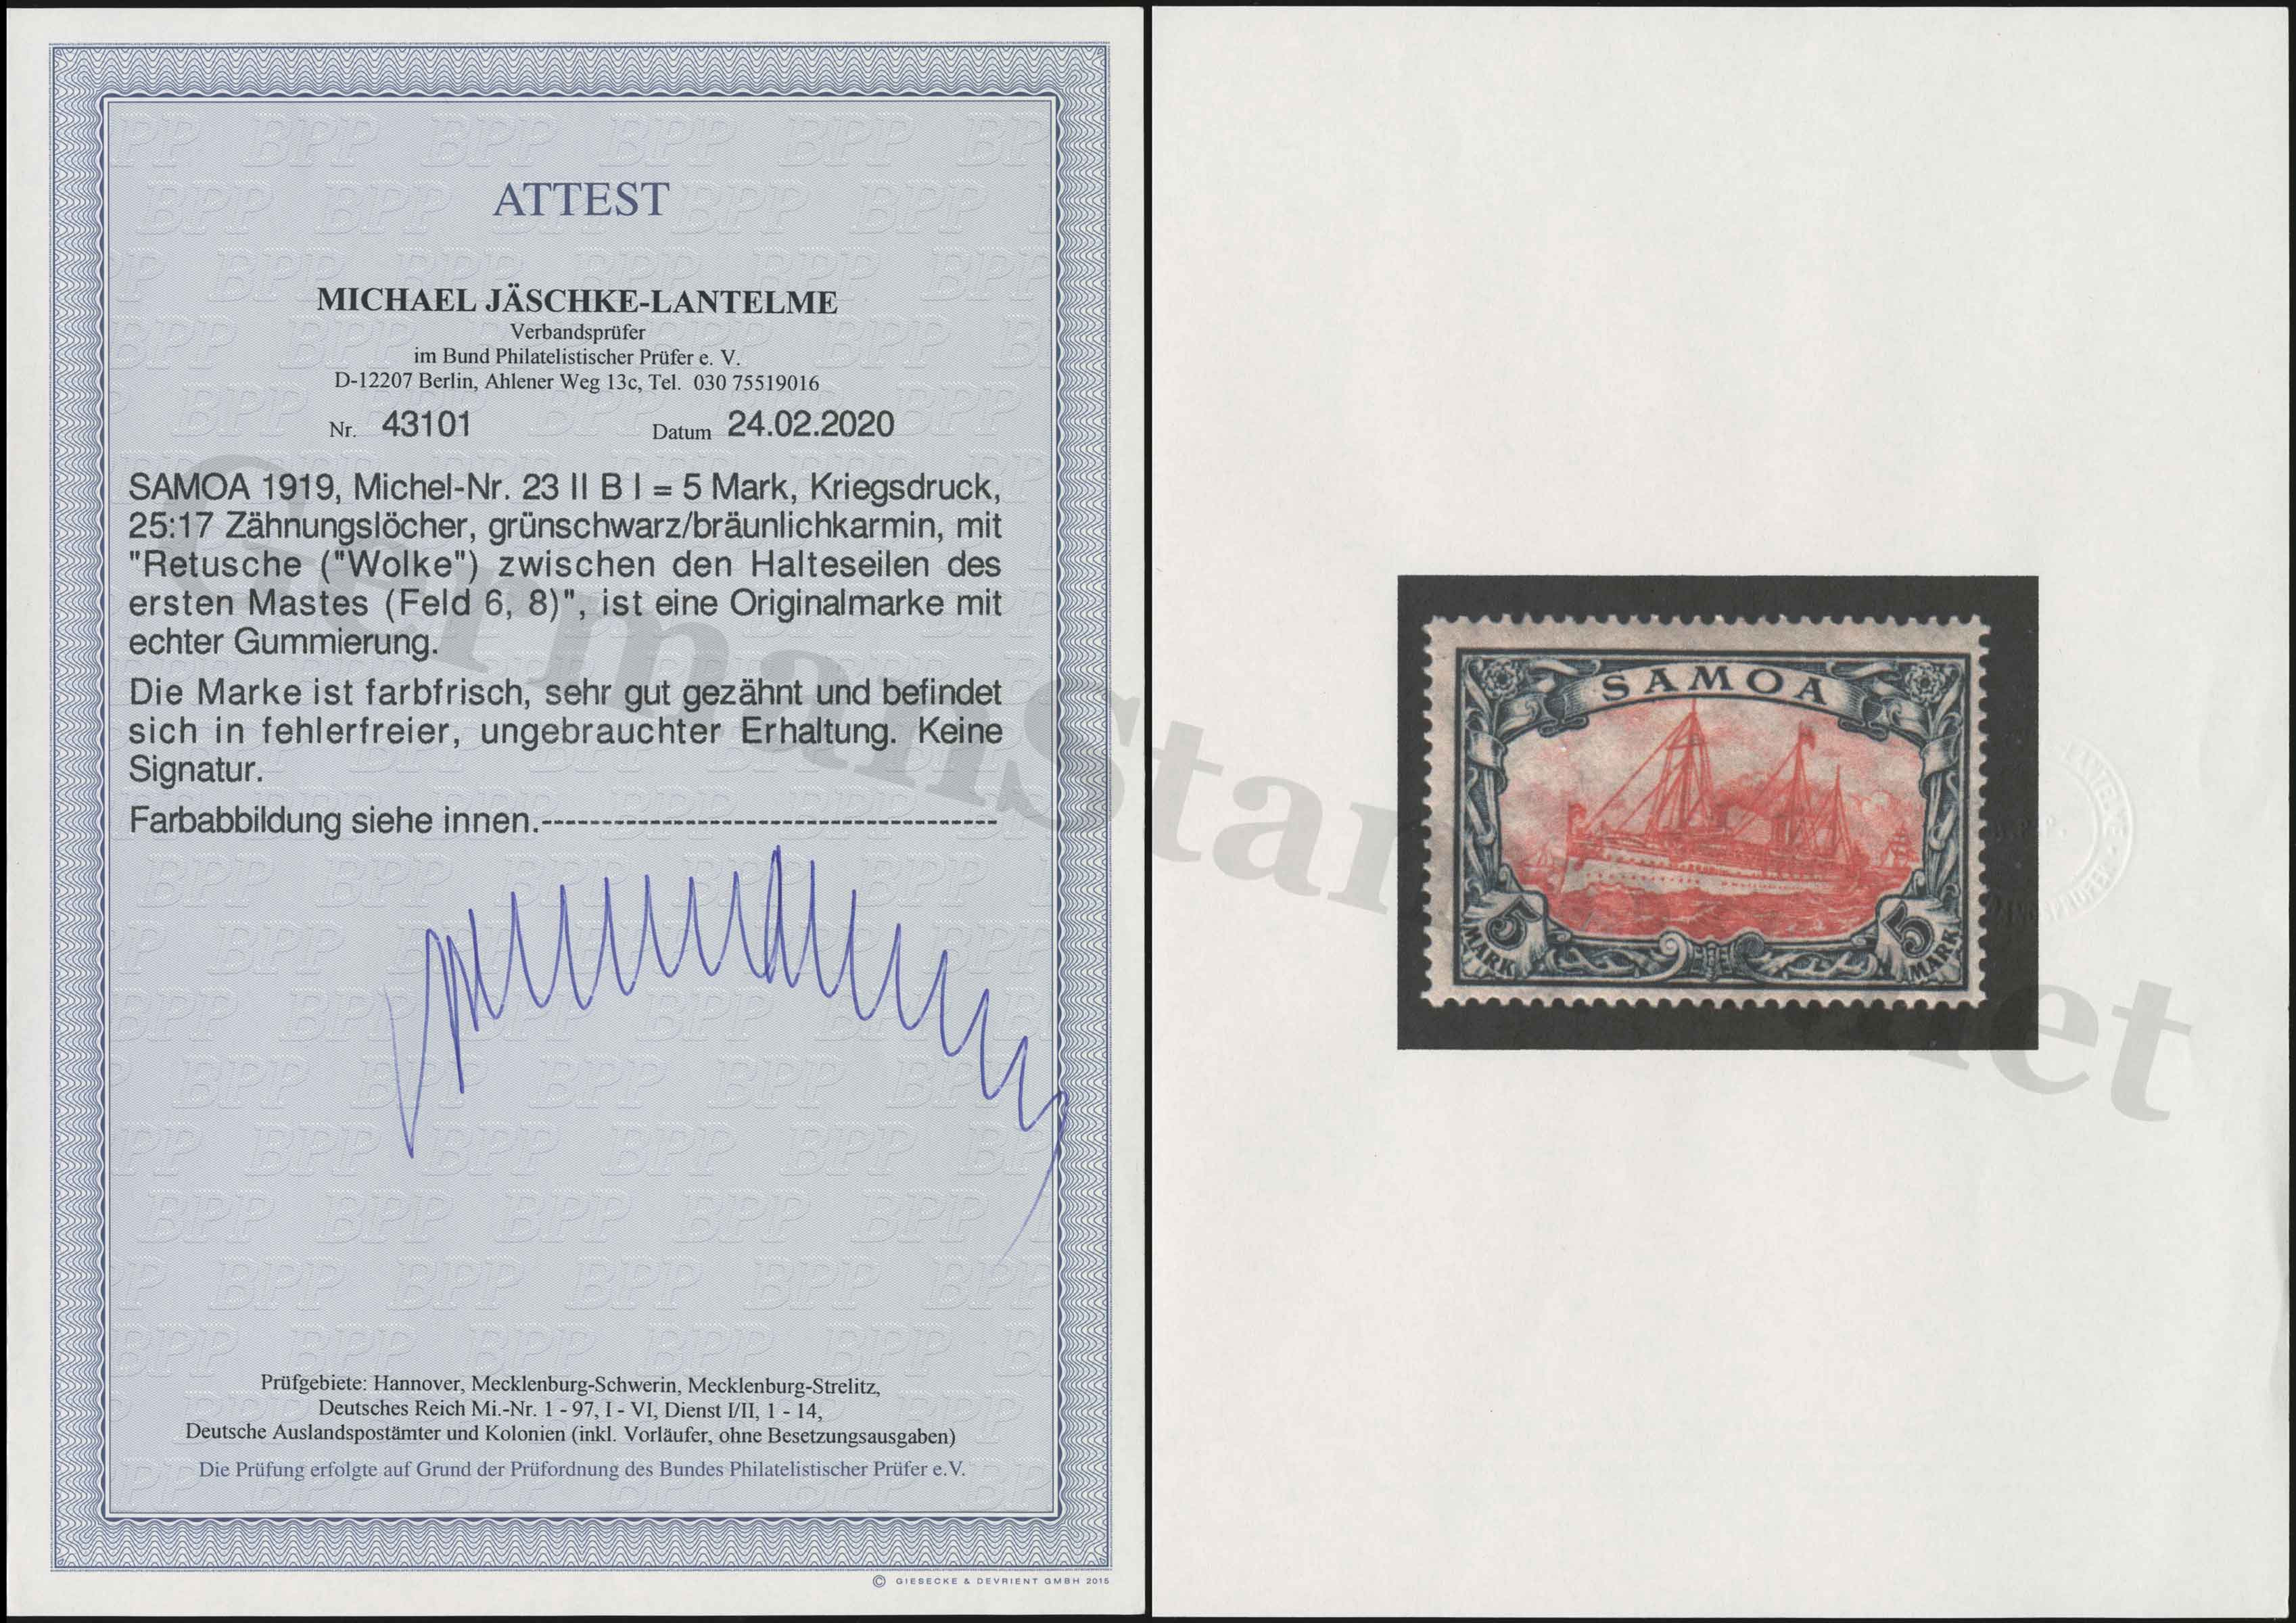 ATTEST
MICHAEL JÄSCHKE-LANTELME
Verbandsprüfer
im Bund Philatelistischer Prüfer e. V.
D-12207 Berlin, Ahlener Weg 13c, Tel. 030 75519016
Nr. 43101 Datum 24.02.2020
SAMOA 1919, Michel-Nr. 23 II B I = 5 Mark, Kriegsdruck,
25:17 Zähnungslöcher, grünschwarz/bräunlichkarmin, mit
"Retusche ("Wolke") zwischen den Halteseilen des
ersten Mastes (Feld 6, 8)", ist eine Originalmarke mit
echter Gummierung.
Die Marke ist farbfrisch, sehr gut gezähnt und befindet
sich in fehlerfreier, ungebrauchter Erhaltung. Keine
Signatur.
Farbabbildung siehe innen.--------------------------------------
Prüfgebiete: Hannover, Mecklenburg-Schwerin, Mecklenburg-Strelitz,
Deutsches Reich Mi.-Nr. 1 - 97, I - VI, Dienst I/II, 1 - 14,
Deutsche Auslandspostämter und Kolonien (inkl. Vorläufer, ohne Besetzungsausgaben)
Die Prüfung erfolgte auf Grund der Prüfordnung des Bundes Philatelistischer Prüfer e.V.
© GIESECKE & DEVRIENT GMBH 2015
SAMOA
5 MARK
5 MARK